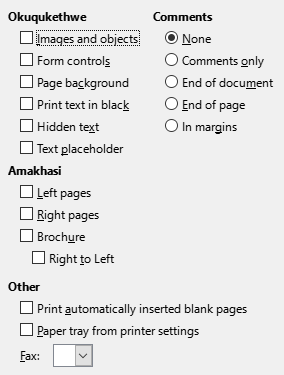 Okuqukethwe
Images and objects
Form controls
Page background
Print text in black
Hidden text
Text placeholder
Comments
None
Comments only
End of document
End of page
In margins
Amakhasi
Left pages
Right pages
Brochure
Right to Left
Other
Print automatically inserted blank pages
Paper tray from printer settings
Fax: